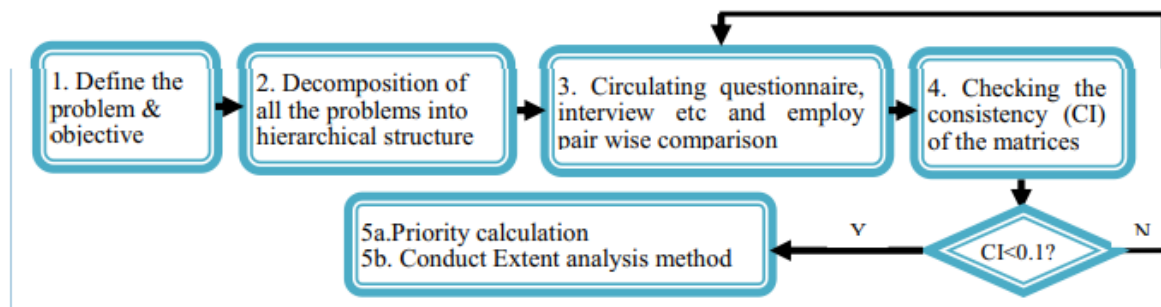 1. Define the
problem &
objective
2. Decomposition of
all the problems into
hierarchical structure
3. Circulating questionnaire,
interview etc and employ
pair wise comparison
4. Checking the
consistency (CI)
of the matrices
CI<0.1?
Y
N
5a.Priority calculation
5b. Conduct Extent analysis method